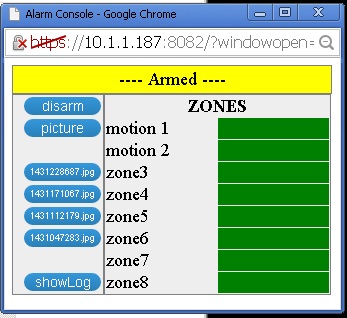 Alarm Console - Google Chrome
https://10.1.1.187:8082/?windowopen=
---- Armed ----
disarm ZONES
picture motion 1
motion 2
1431228687.jpg zone3
1431171067.jpg zone4
1431112179.jpg zone5
1431047283.jpg zone6
zone7
showLog zone8